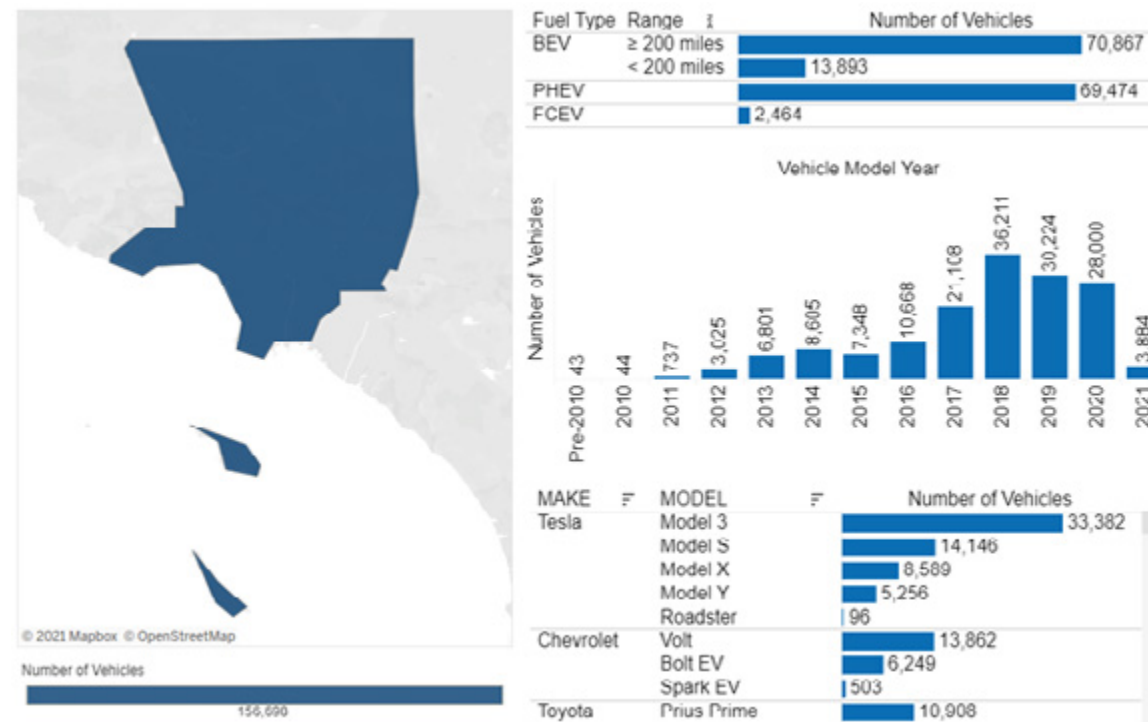 © 2021 Mapbox © OpenStreetMap
Number of Vehicles
156,698
Fuel Type Range Number of Vehicles
BEV ≥ 200 miles 70,867
< 200 miles 13,893
PHEV 69,474
FCEV 2,464
Vehicle Model Year
Number of Vehicles
43 44 737 3,025 6,801 8,605 7,348 10,668 21,108 36,211 30,224 28,000 3,884
Pre-2010 2010 2011 2012 2013 2014 2015 2016 2017 2018 2019 2020 2021
MAKE MODEL Number of Vehicles
Tesla Model 3 33,382
Model S 14,146
Model X 8,589
Model Y 5,256
Roadster 96
Chevrolet Volt 13,862
Bolt EV 6,249
Spark EV 503
Toyota Prius Prime 10,908